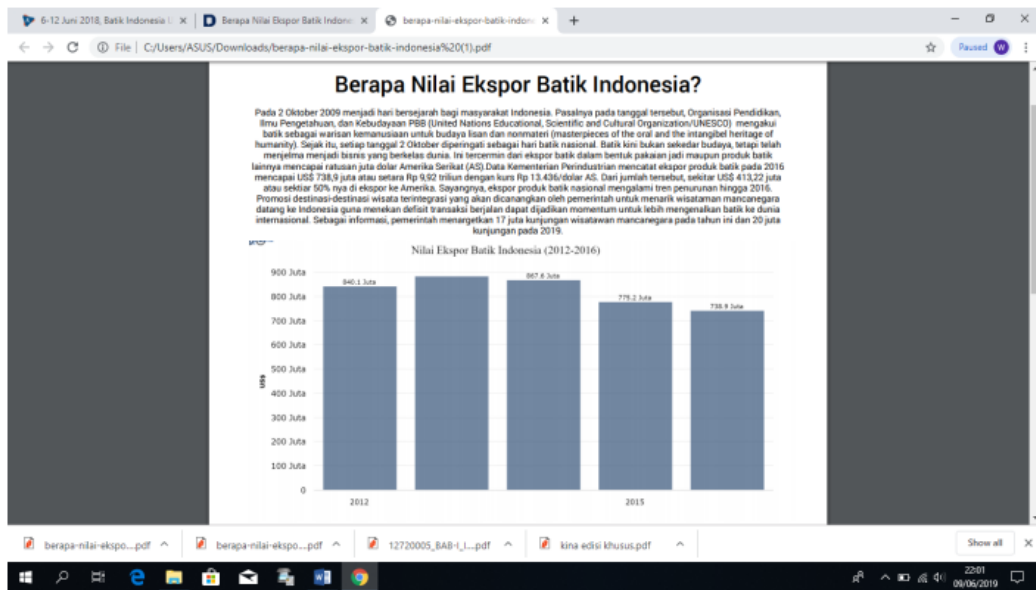 6-12 Juni 2018, Batik Indonesia
Berapa Nilai Ekspor Batik Indone
berapa-nilai-ekspor-batik-indon
File | C:/Users/ASUS/Downloads/berapa-nilai-ekspor-batik-indonesia%20(1).pdf
Paused W
Berapa Nilai Ekspor Batik Indonesia?
Pada 2 Oktober 2009 menjadi hari bersejarah bagi masyarakat Indonesia. Pasalnya pada tanggal tersebut, Organisasi Pendidikan,
Ilmu Pengetahuan, dan Kebudayaan PBB (United Nations Educational, Scientific and Cultural Organization/UNESCO) mengakui
batik sebagai warisan kemanusiaan untuk budaya lisan dan nonmateri (masterpieces of the oral and the intangibel heritage of
humanity). Sejak itu, setiap tanggal 2 Oktober diperingati sebagai hari batik nasional. Batik kini bukan sekedar budaya, tetapi telah
menjelma menjadi bisnis yang berkelas dunia. Ini tercermin dari ekspor batik dalam bentuk pakaian jadi maupun produk batik
lainnya mencapai ratusan juta dolar Amerika Serikat (AS).Data Kementerian Perindustrian mencatat ekspor produk batik pada 2016
mencapai US$ 738,9 juta atau setara Rp 9,92 triliun dengan kurs Rp 13.436/dolar AS. Dari jumlah tersebut, sekitar US$ 413,22 juta
atau sektiar 50% nya di ekspor ke Amerika. Sayangnya, ekspor produk batik nasional mengalami tren penurunan hingga 2016.
Promosi destinasi-destinasi wisata terintegrasi yang akan dicanangkan oleh pemerintah untuk menarik wisataman mancanegara
datang ke Indonesia guna menekan defisit transaksi berjalan dapat dijadikan momentum untuk lebih mengenalkan batik ke dunia
internasional. Sebagai informasi, pemerintah menargetkan 17 juta kunjungan wisatawan mancanegara pada tahun ini dan 20 juta
kunjungan pada 2019.
Nilai Ekspor Batik Indonesia (2012-2016)
900 Juta
800 Juta
700 Juta
600 Juta
500 Juta
400 Juta
300 Juta
200 Juta
100 Juta
0
US$
840.1 Juta
867.6 Juta
775.2 Juta
738.9 Juta
2012
2015
berapa-nilai-ekspo....pdf
berapa-nilai-ekspo....pdf
12720005_BAB-I_I....pdf
kina edisi khusus.pdf
Show all
22:01
09/06/2019